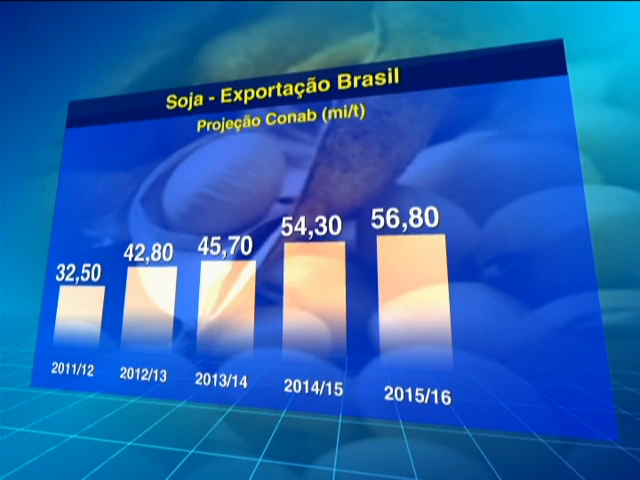 Soja - Exportação Brasil
Projeção Conab (mi/t)
32,50 42,80 45,70 54,30 56,80
2011/12 2012/13 2013/14 2014/15 2015/16